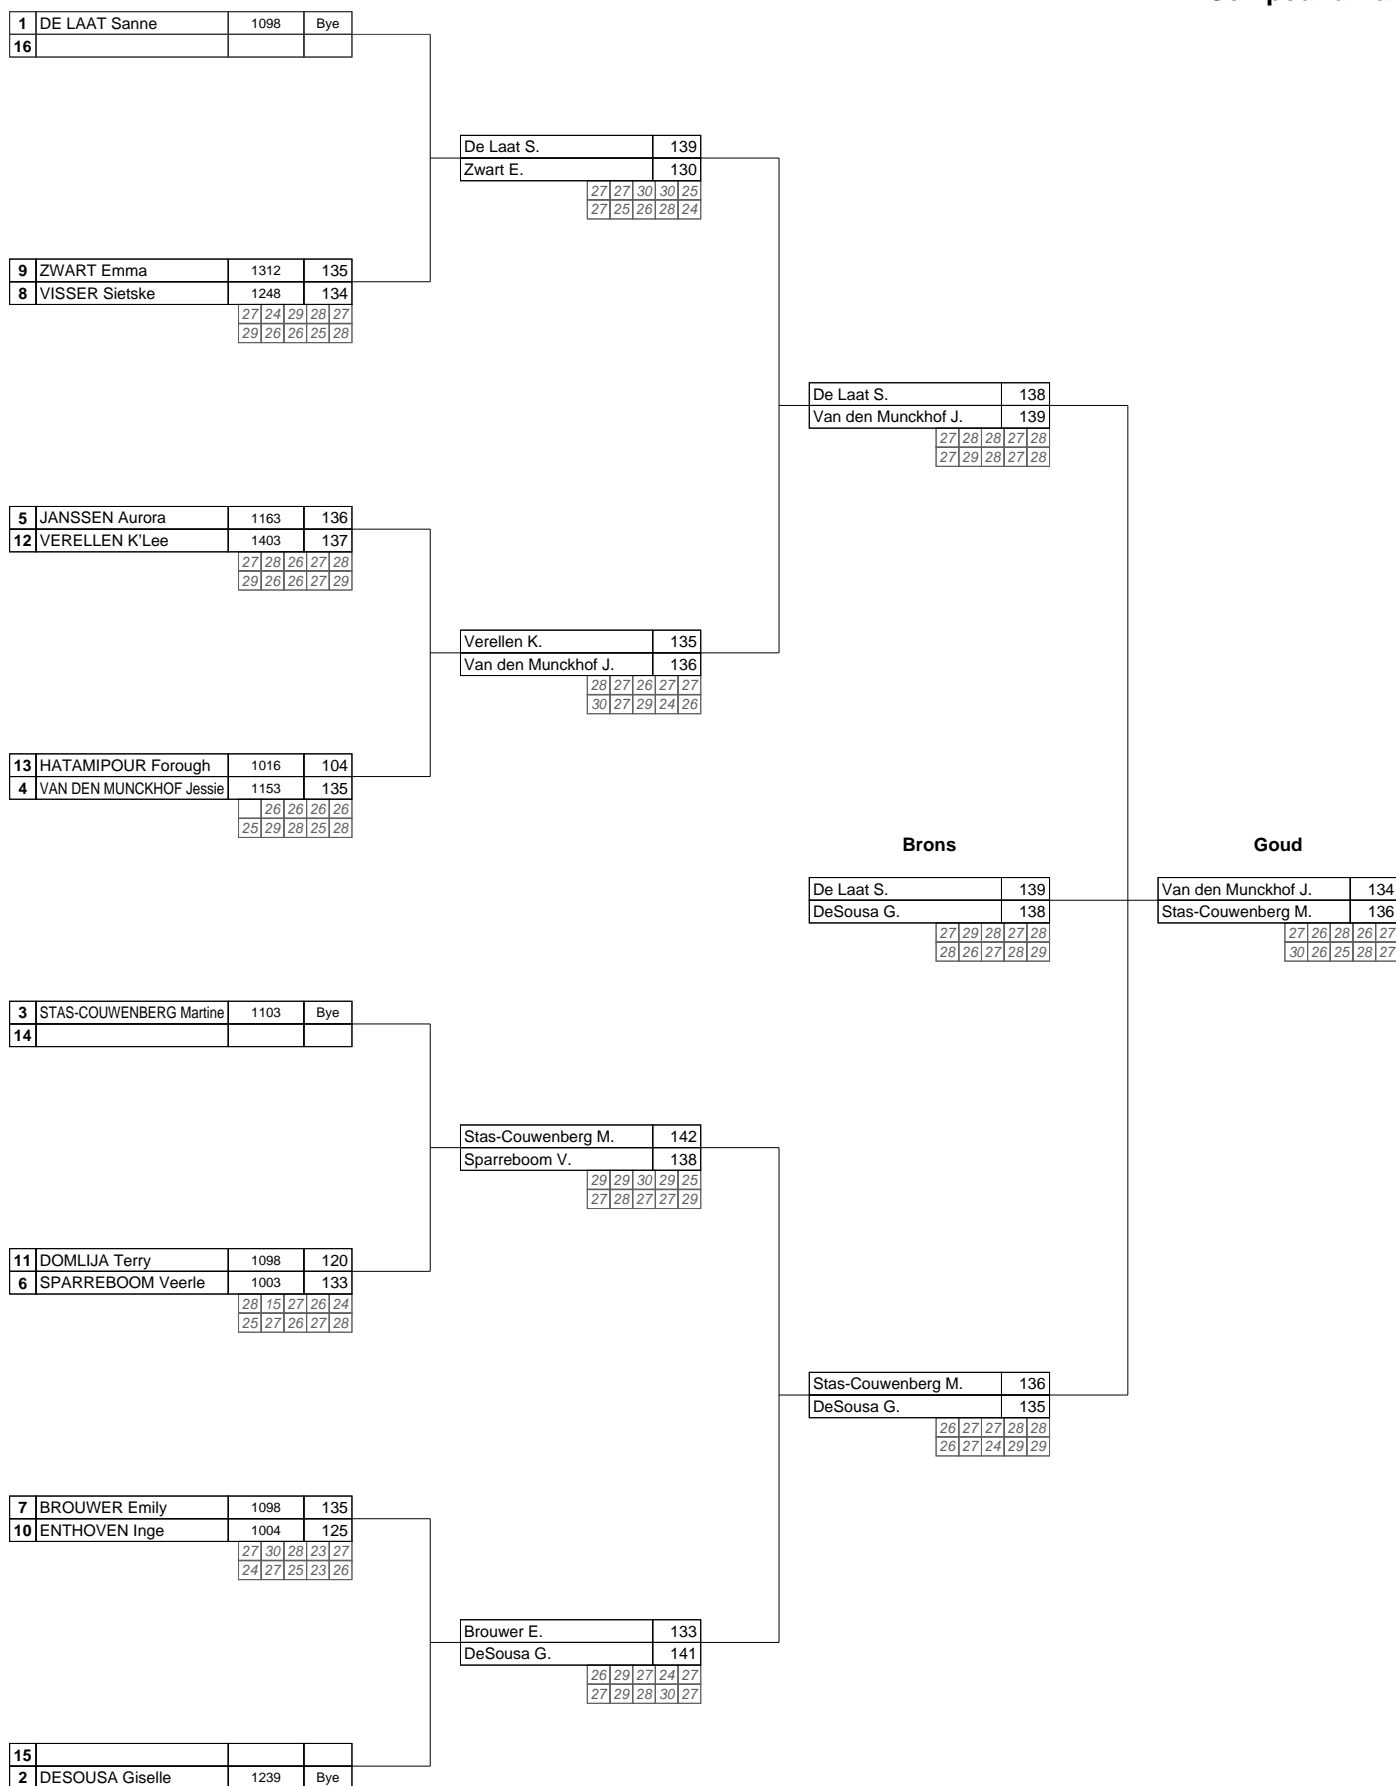 1 DE LAAT Sanne 1098 Bye
16
De Laat S. 139
Zwart E. 130
27 27 30 30 25
27 25 26 28 24
9 ZWART Emma 1312 135
8 VISSER Sietske 1248 134
27 24 29 28 27
29 26 26 25 28
De Laat S. 138
Van den Munckhof J. 139
27 28 28 27 28
27 29 28 27 28
5 JANSSEN Aurora 1163 136
12 VERELLEN K'Lee 1403 137
27 28 26 27 28
29 26 26 27 29
Verellen K. 135
Van den Munckhof J. 136
28 27 26 27 27
30 27 29 24 26
13 HATAMIPOUR Forough 1016 104
4 VAN DEN MUNCKHOF Jessie 1153 135
26 26 26 26
25 29 28 25 28
Brons Goud
De Laat S. 139 Van den Munckhof J. 134
DeSousa G. 138 Stas-Couwenberg M. 136
27 29 28 27 28 27 26 28 26 27
28 26 27 28 29 30 26 25 28 27
3 STAS-COUWENBERG Martine 1103 Bye
14
Stas-Couwenberg M. 142
Sparreboom V. 138
29 29 30 29 25
27 28 27 27 29
11 DOMLIJA Terry 1098 120
6 SPARREBOOM Veerle 1003 133
28 15 27 26 24
25 27 26 27 28
Stas-Couwenberg M. 136
DeSousa G. 135
26 27 27 28 28
26 27 24 29 29
7 BROUWER Emily 1098 135
10 ENTHOVEN Inge 1004 125
27 30 28 23 27
24 27 25 23 26
Brouwer E. 133
DeSousa G. 141
26 29 27 24 27
27 29 28 30 27
15
2 DESOUSA Giselle 1239 Bye